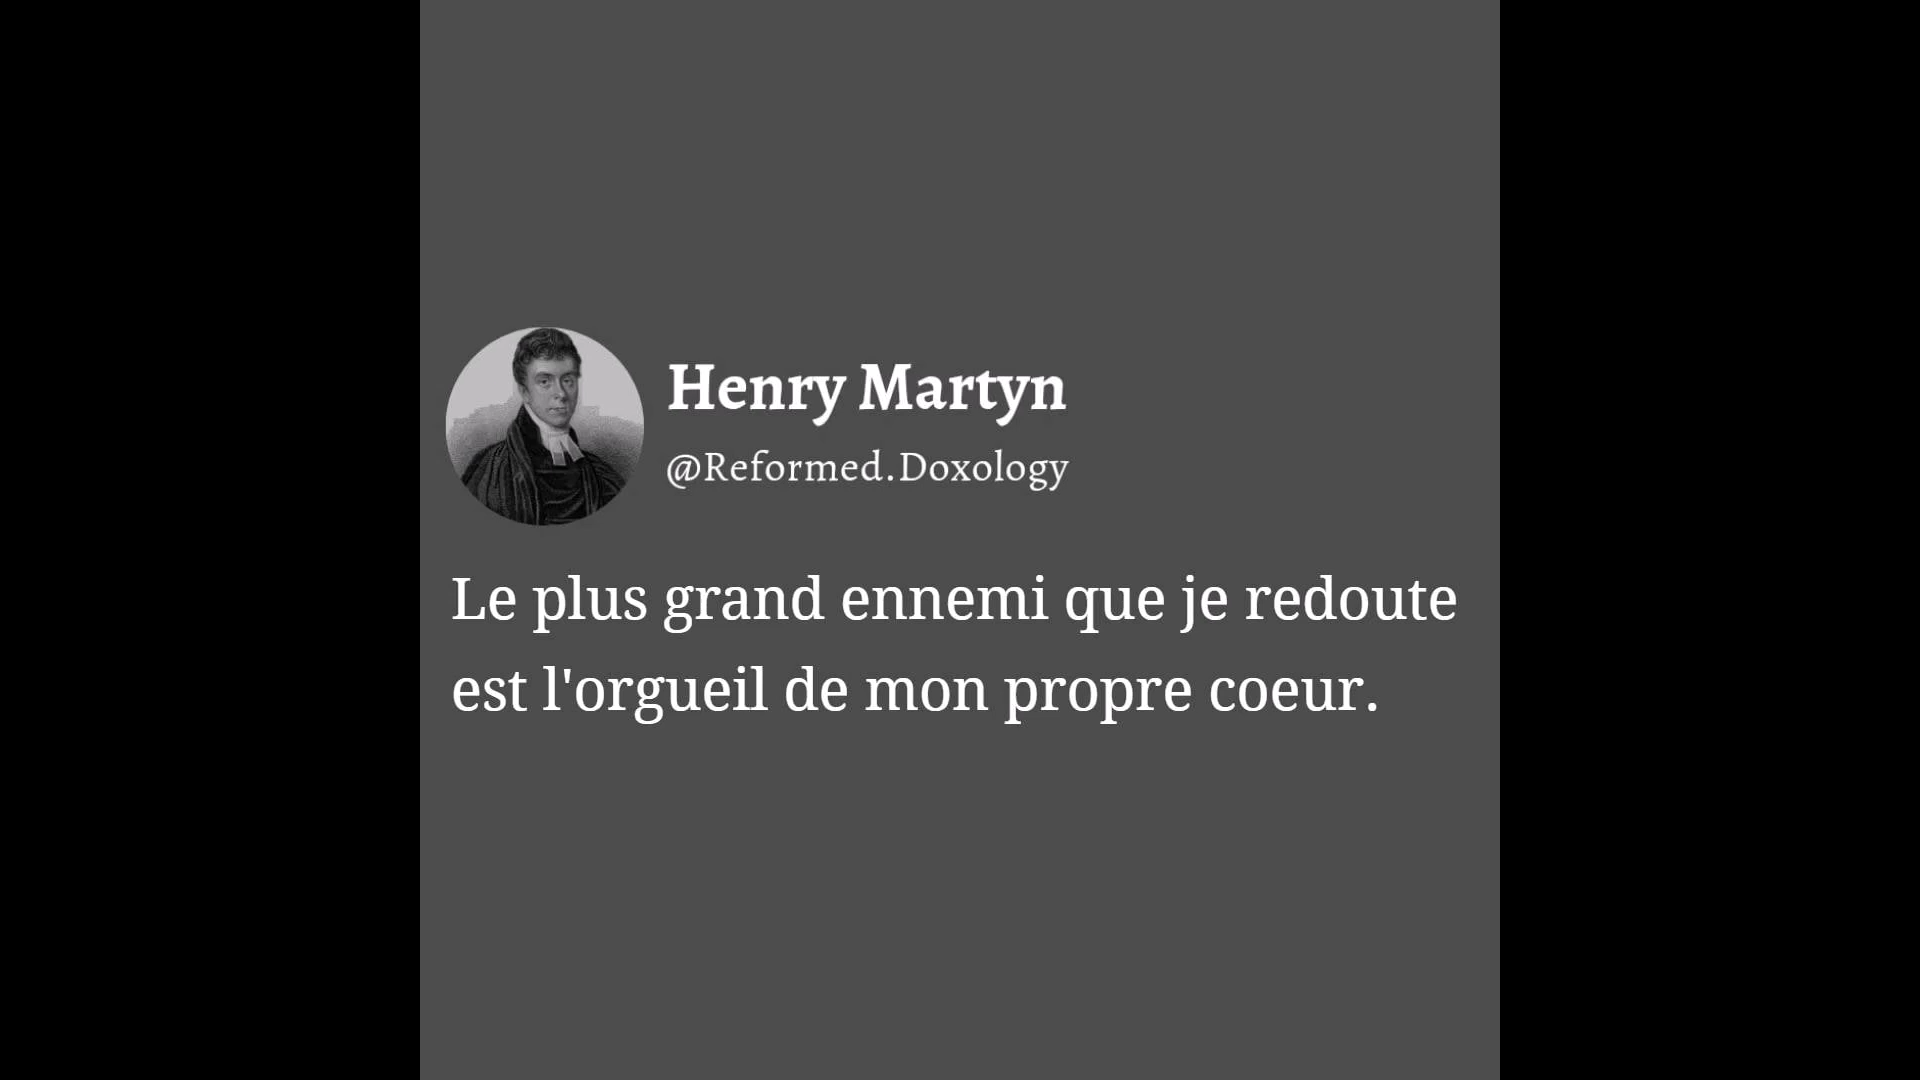 Henry Martyn
@Reformed.Doxology
Le plus grand ennemi que je redoute
est l'orgueil de mon propre coeur.